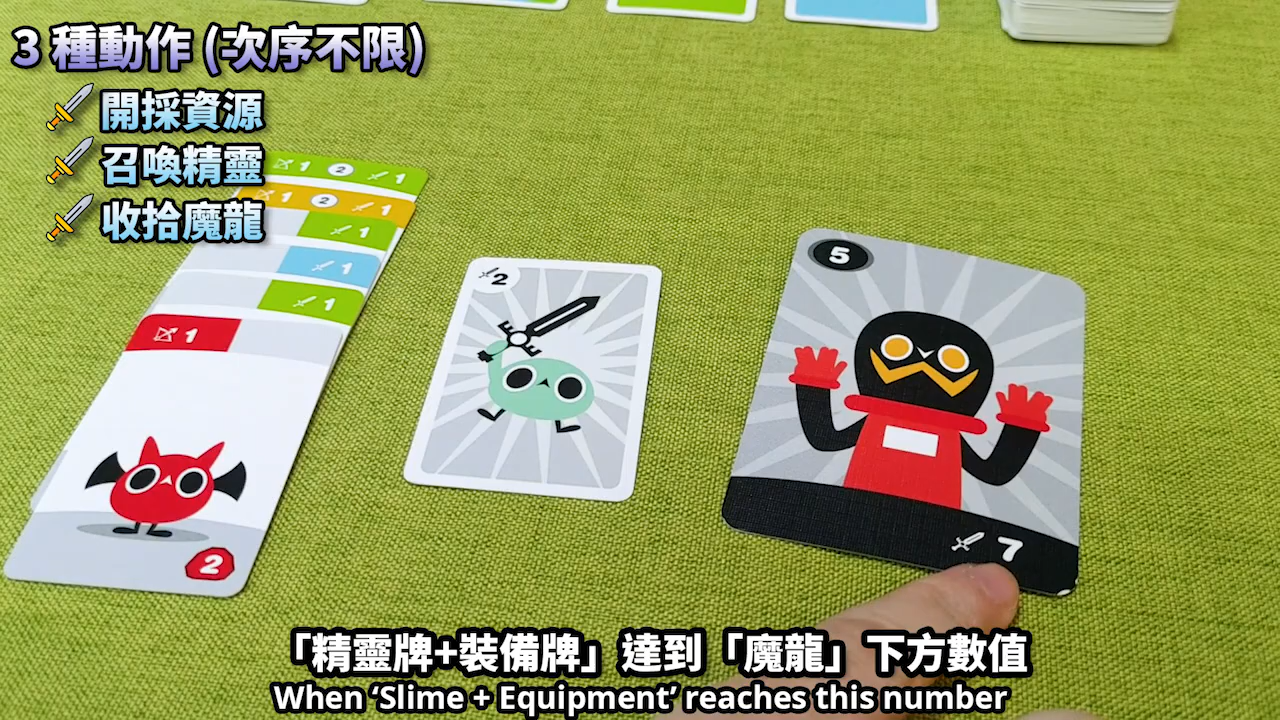 3 種動作 (次序不限)
開採資源
召喚精靈
收拾魔龍
1 2 1
1 2 1
1
1
1
1
2
2
5
7
「精靈牌+裝備牌」達到「魔龍」下方數值
When ‘Slime + Equipment’ reaches this number